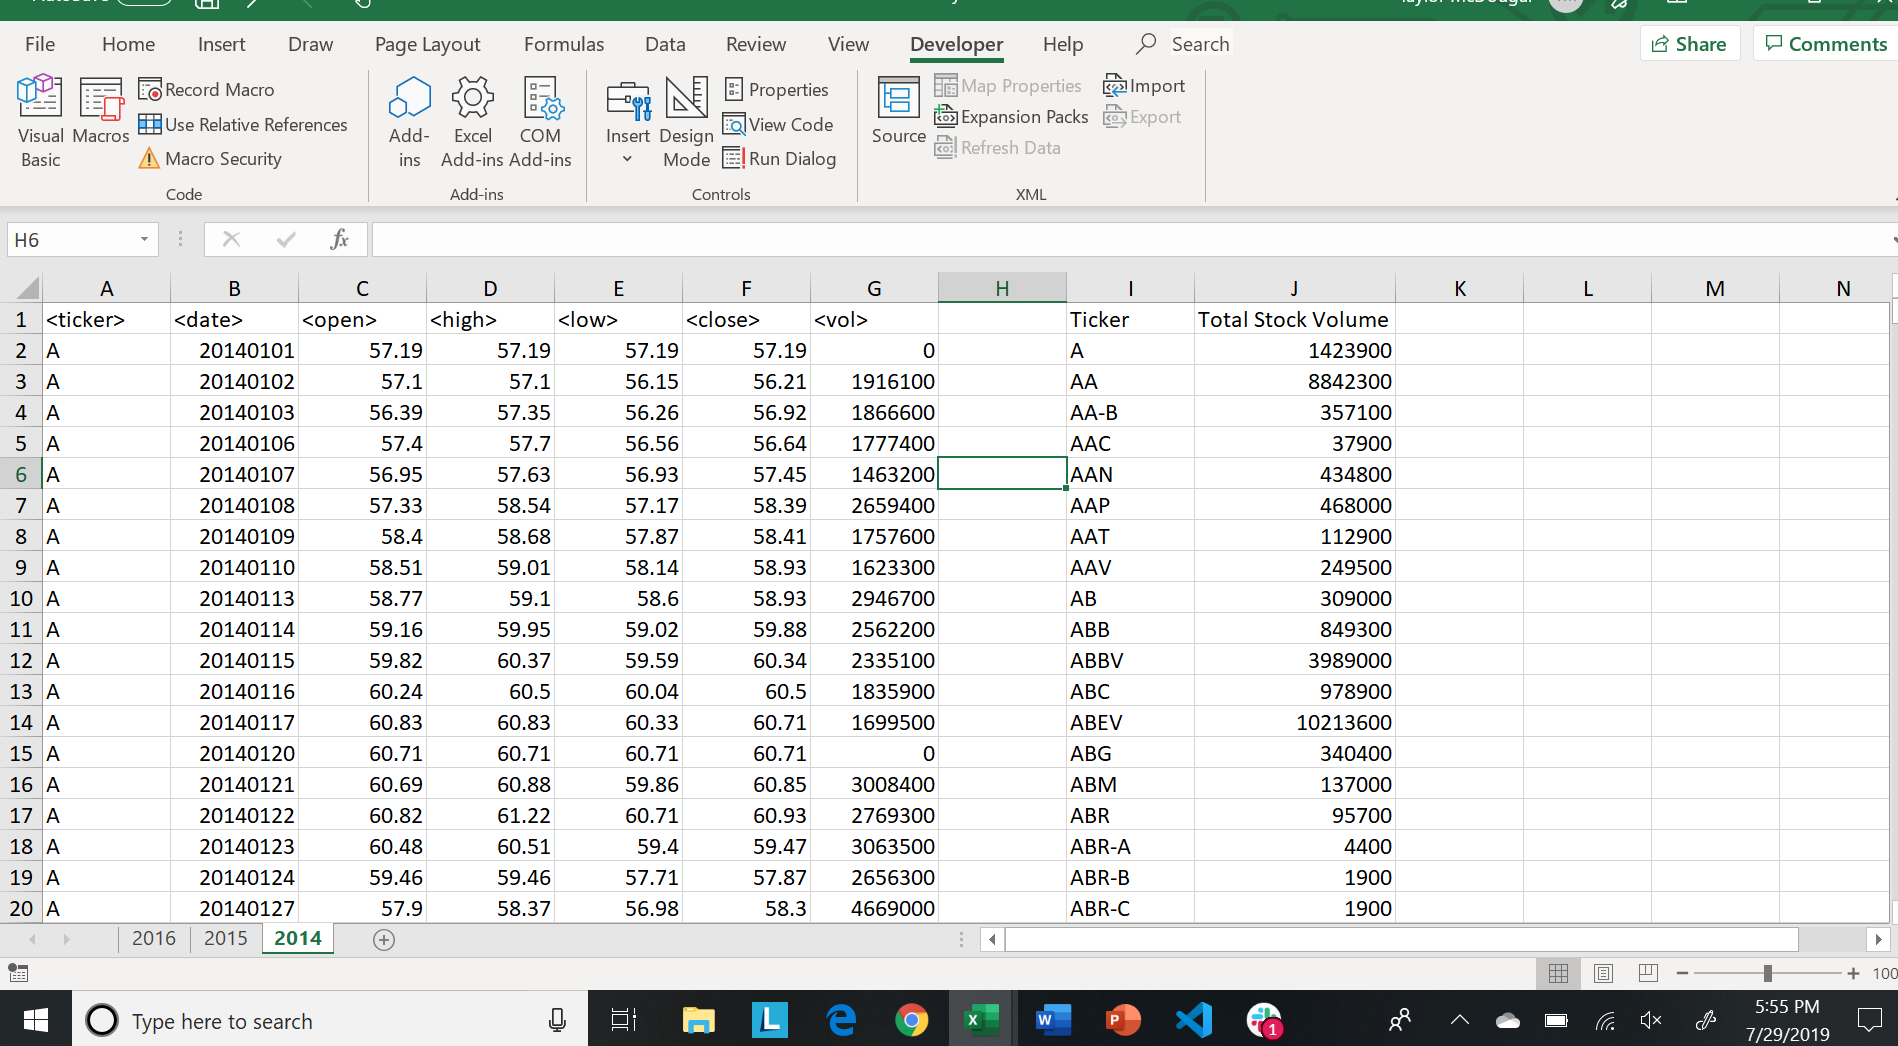 File Home Insert Draw Page Layout Formulas Data Review View Developer Help Search Share Comments
Visual Basic
Macros
Record Macro
Use Relative References
Macro Security
Code
Add-ins
Excel Add-ins
COM Add-ins
Add-ins
Insert
Design Mode
Properties
View Code
Run Dialog
Controls
Source
Map Properties
Expansion Packs
Refresh Data
Import
Export
XML
H6 fx
A B C D E F G H I J K L M N
1 <ticker> <date> <open> <high> <low> <close> <vol> Ticker Total Stock Volume
2 A 20140101 57.19 57.19 57.19 57.19 0 A 1423900
3 A 20140102 57.1 57.1 56.15 56.21 1916100 AA 8842300
4 A 20140103 56.39 57.35 56.26 56.92 1866600 AA-B 357100
5 A 20140106 57.4 57.7 56.56 56.64 1777400 AAC 37900
6 A 20140107 56.95 57.63 56.93 57.45 1463200 AAN 434800
7 A 20140108 57.33 58.54 57.17 58.39 2659400 AAP 468000
8 A 20140109 58.4 58.68 57.87 58.41 1757600 AAT 112900
9 A 20140110 58.51 59.01 58.14 58.93 1623300 AAV 249500
10 A 20140113 58.77 59.1 58.6 58.93 2946700 AB 309000
11 A 20140114 59.16 59.95 59.02 59.88 2562200 ABB 849300
12 A 20140115 59.82 60.37 59.59 60.34 2335100 ABBV 3989000
13 A 20140116 60.24 60.5 60.04 60.5 1835900 ABC 978900
14 A 20140117 60.83 60.83 60.33 60.71 1699500 ABEV 10213600
15 A 20140120 60.71 60.71 60.71 60.71 0 ABG 340400
16 A 20140121 60.69 60.88 59.86 60.85 3008400 ABM 137000
17 A 20140122 60.82 61.22 60.71 60.93 2769300 ABR 95700
18 A 20140123 60.48 60.51 59.4 59.47 3063500 ABR-A 4400
19 A 20140124 59.46 59.46 57.71 57.87 2656300 ABR-B 1900
20 A 20140127 57.9 58.37 56.98 58.3 4669000 ABR-C 1900
2016 2015 2014
100
Type here to search
L
X
W
P
1
5:55 PM
7/29/2019